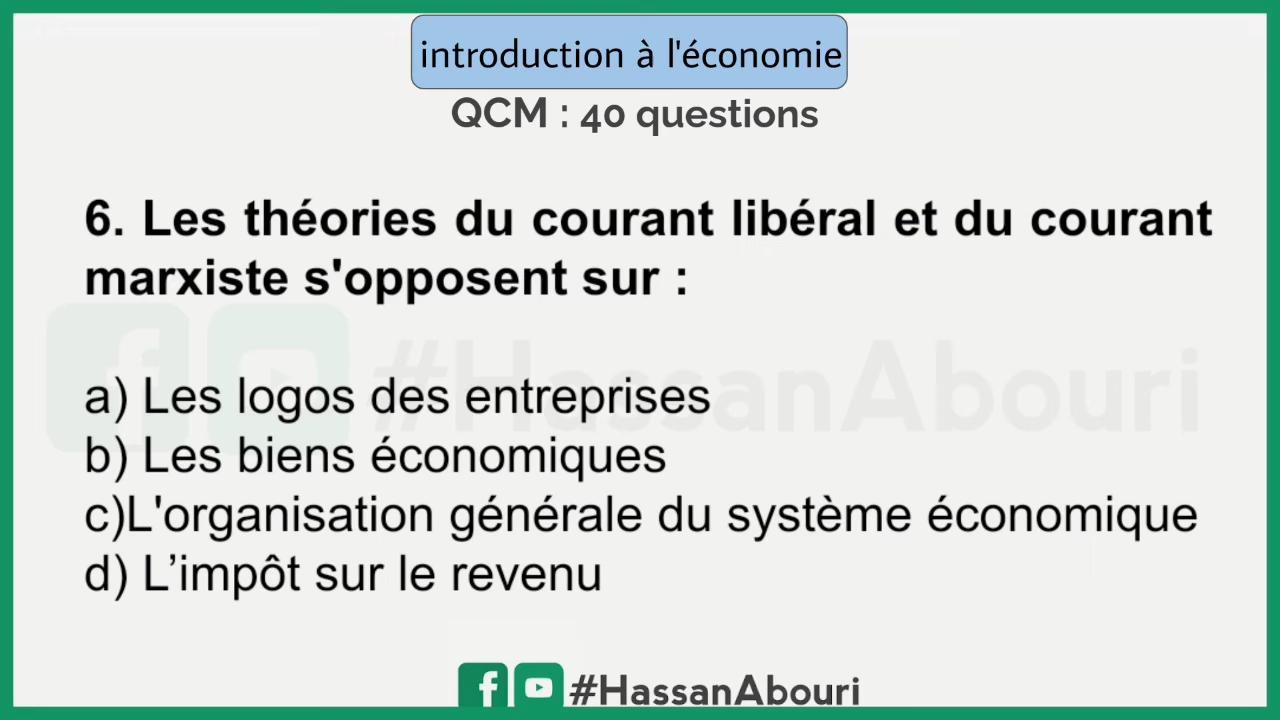 introduction à l'économie
QCM : 40 questions
6. Les théories du courant libéral et du courant
marxiste s'opposent sur :
#HassanAbouri
a) Les logos des entreprises
b) Les biens économiques
c)L'organisation générale du système économique
d) L’impôt sur le revenu
#HassanAbouri